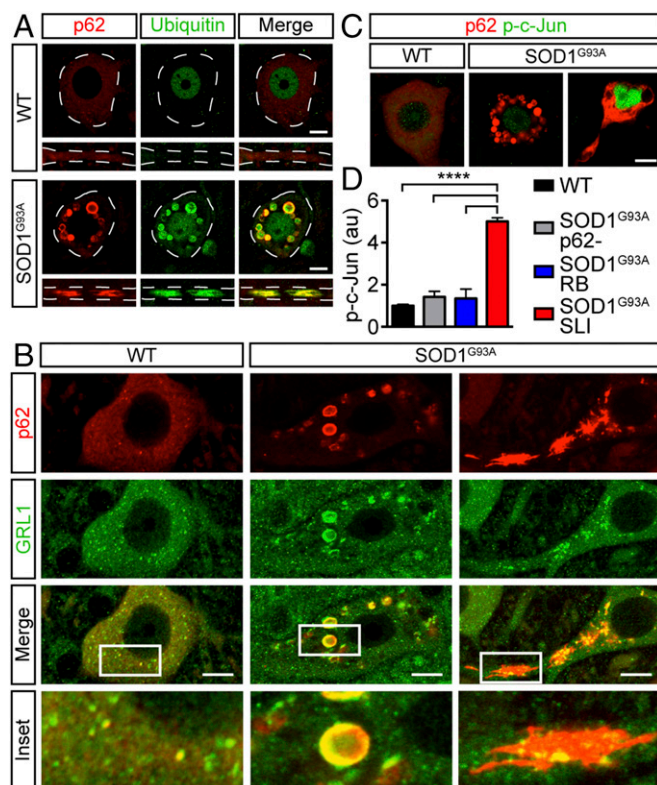 A
p62
Ubiquitin
Merge
WT
SOD1G93A
C
p62 p-c-Jun
WT
SOD1G93A
D
****
p-c-Jun (au)
6
4
2
0
WT
SOD1G93A
p62-
SOD1G93A
RB
SOD1G93A
SLI
B
WT
SOD1G93A
p62
GRL1
Merge
Inset